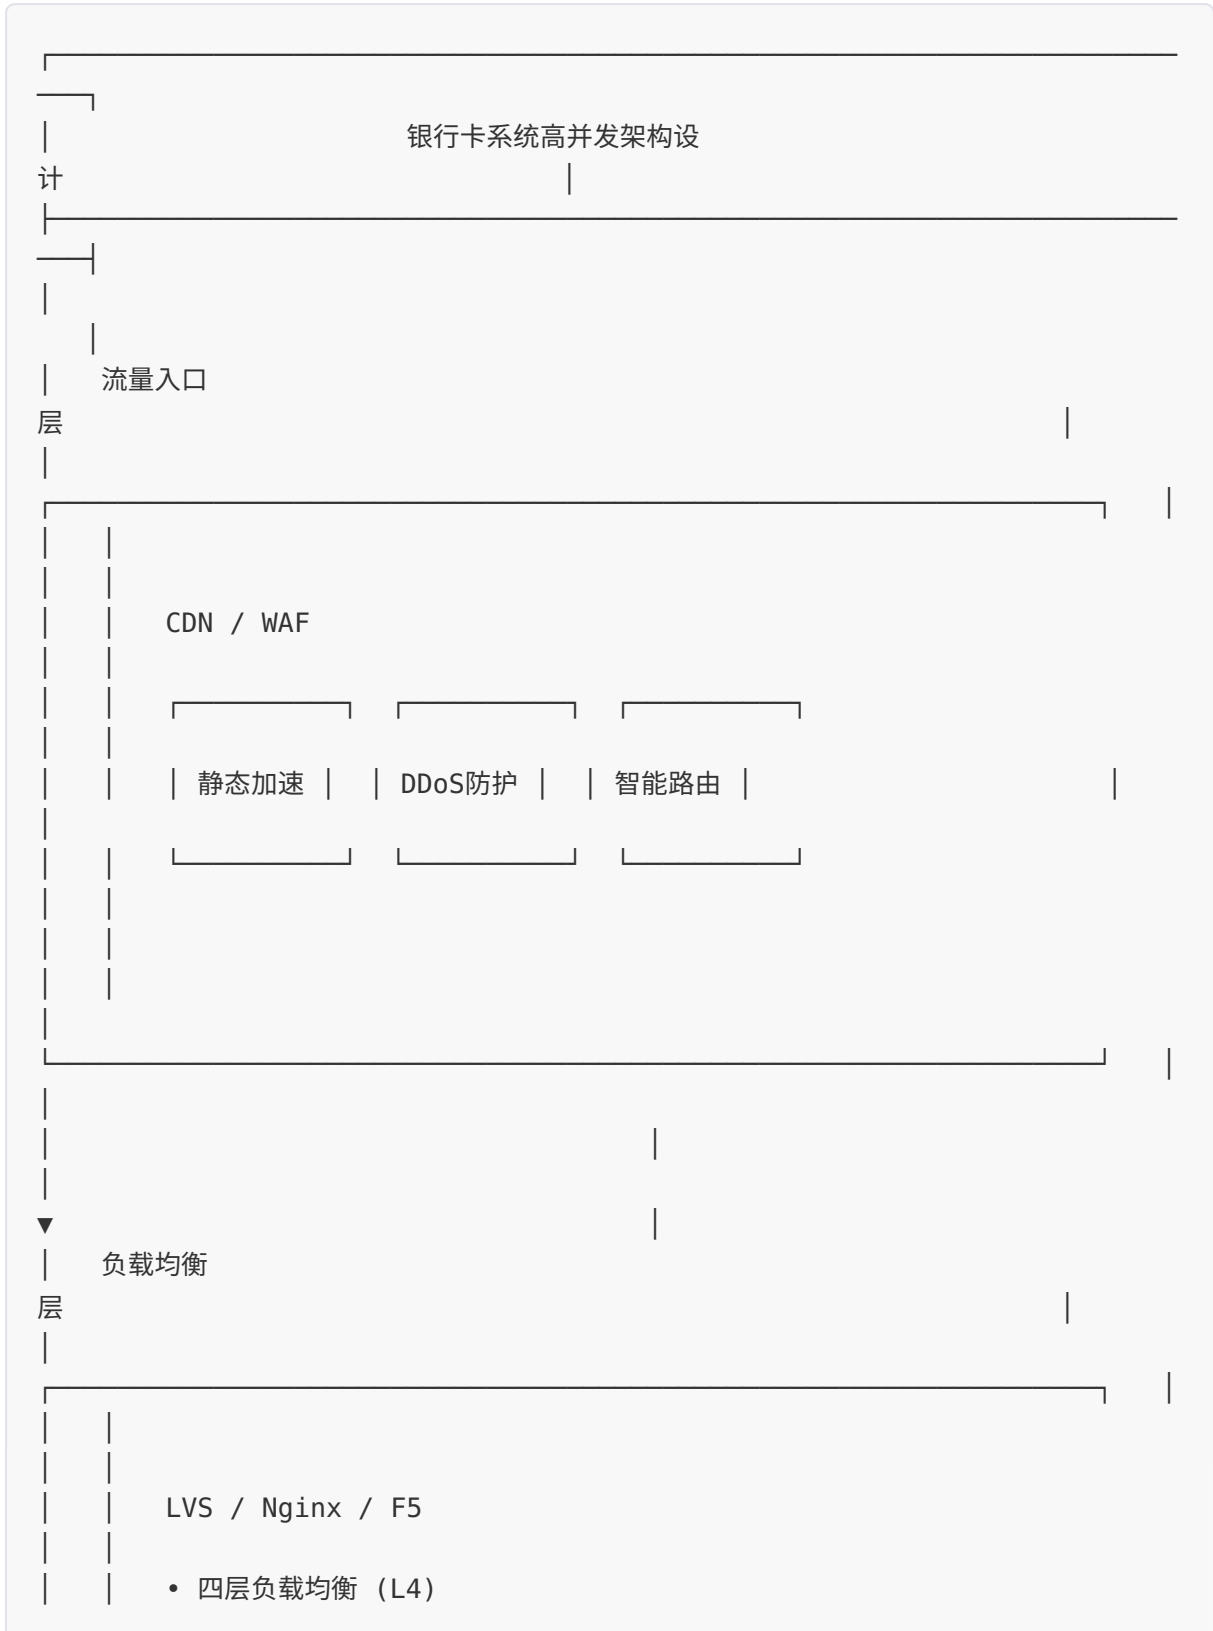 银行卡系统高并发架构设
计
流量入口
层
CDN / WAF
静态加速 DDoS防护 智能路由
▼
负载均衡
层
LVS / Nginx / F5
• 四层负载均衡 (L4)